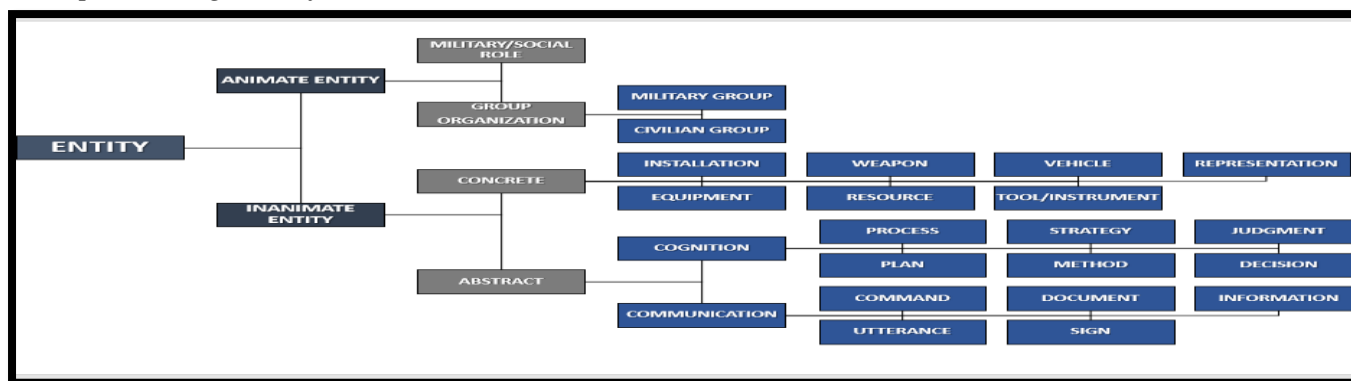 MILITARY/SOCIAL
ROLE
ANIMATE ENTITY
GROUP
ORGANIZATION
MILITARY GROUP
CIVILIAN GROUP
ENTITY
INANIMATE
ENTITY
CONCRETE
INSTALLATION
WEAPON
VEHICLE
REPRESENTATION
EQUIPMENT
RESOURCE
TOOL/INSTRUMENT
ABSTRACT
COGNITION
PROCESS
STRATEGY
JUDGMENT
PLAN
METHOD
DECISION
COMMUNICATION
COMMAND
DOCUMENT
INFORMATION
UTTERANCE
SIGN